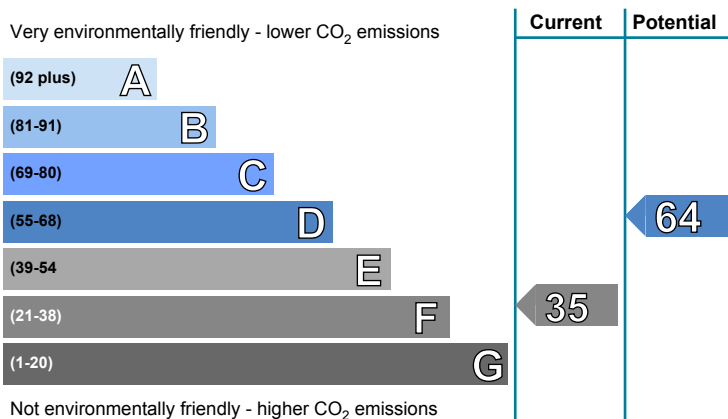 Current Potential
Very environmentally friendly - lower CO2 emissions
(92 plus) A
(81-91) B
(69-80) C
(55-68) D
64
(39-54 E
(21-38) F
35
(1-20) G
Not environmentally friendly - higher CO2 emissions